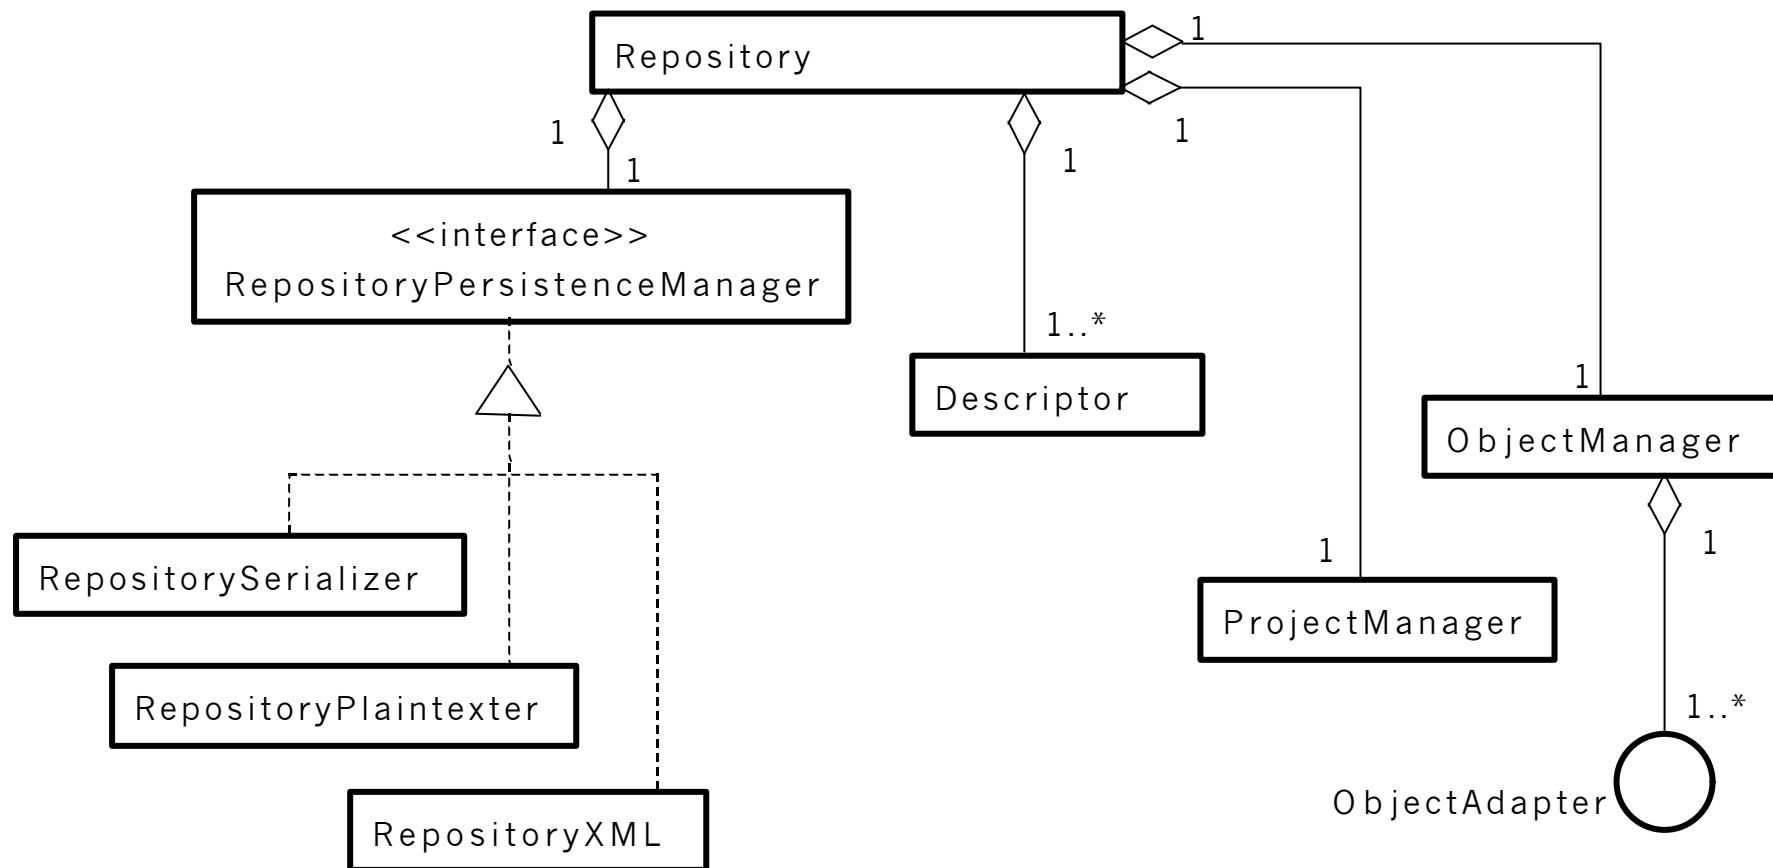 Repository
1
1
1
1
1
<<interface>>
RepositoryPersistenceManager
1..*
Descriptor
1
ObjectManager
1
1
ProjectManager
RepositorySerializer
RepositoryPlaintexter
1..*
ObjectAdapter
RepositoryXML